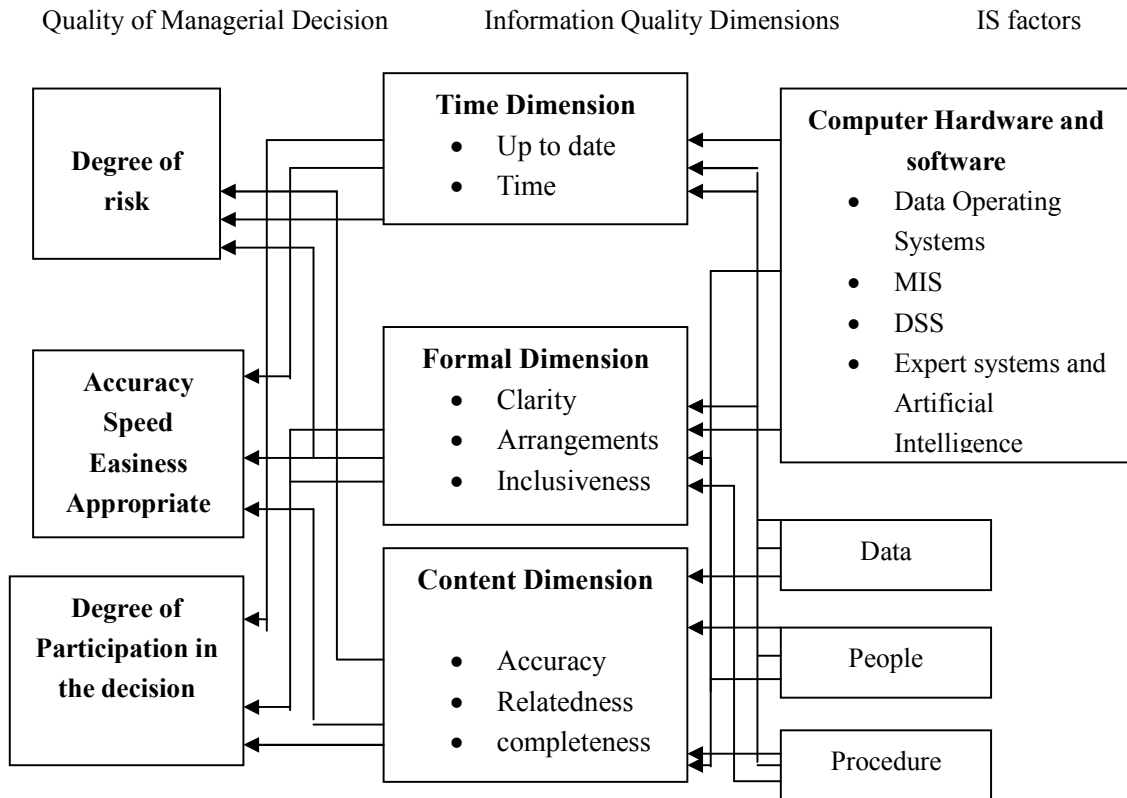 Quality of Managerial Decision
Information Quality Dimensions
IS factors
Degree of
risk
Accuracy
Speed
Easiness
Appropriate
Degree of
Participation in
the decision
Time Dimension
• Up to date
• Time
Formal Dimension
• Clarity
• Arrangements
• Inclusiveness
Content Dimension
• Accuracy
• Relatedness
• completeness
Computer Hardware and
software
• Data Operating
Systems
• MIS
• DSS
• Expert systems and
Artificial
Intelligence
Data
People
Procedure